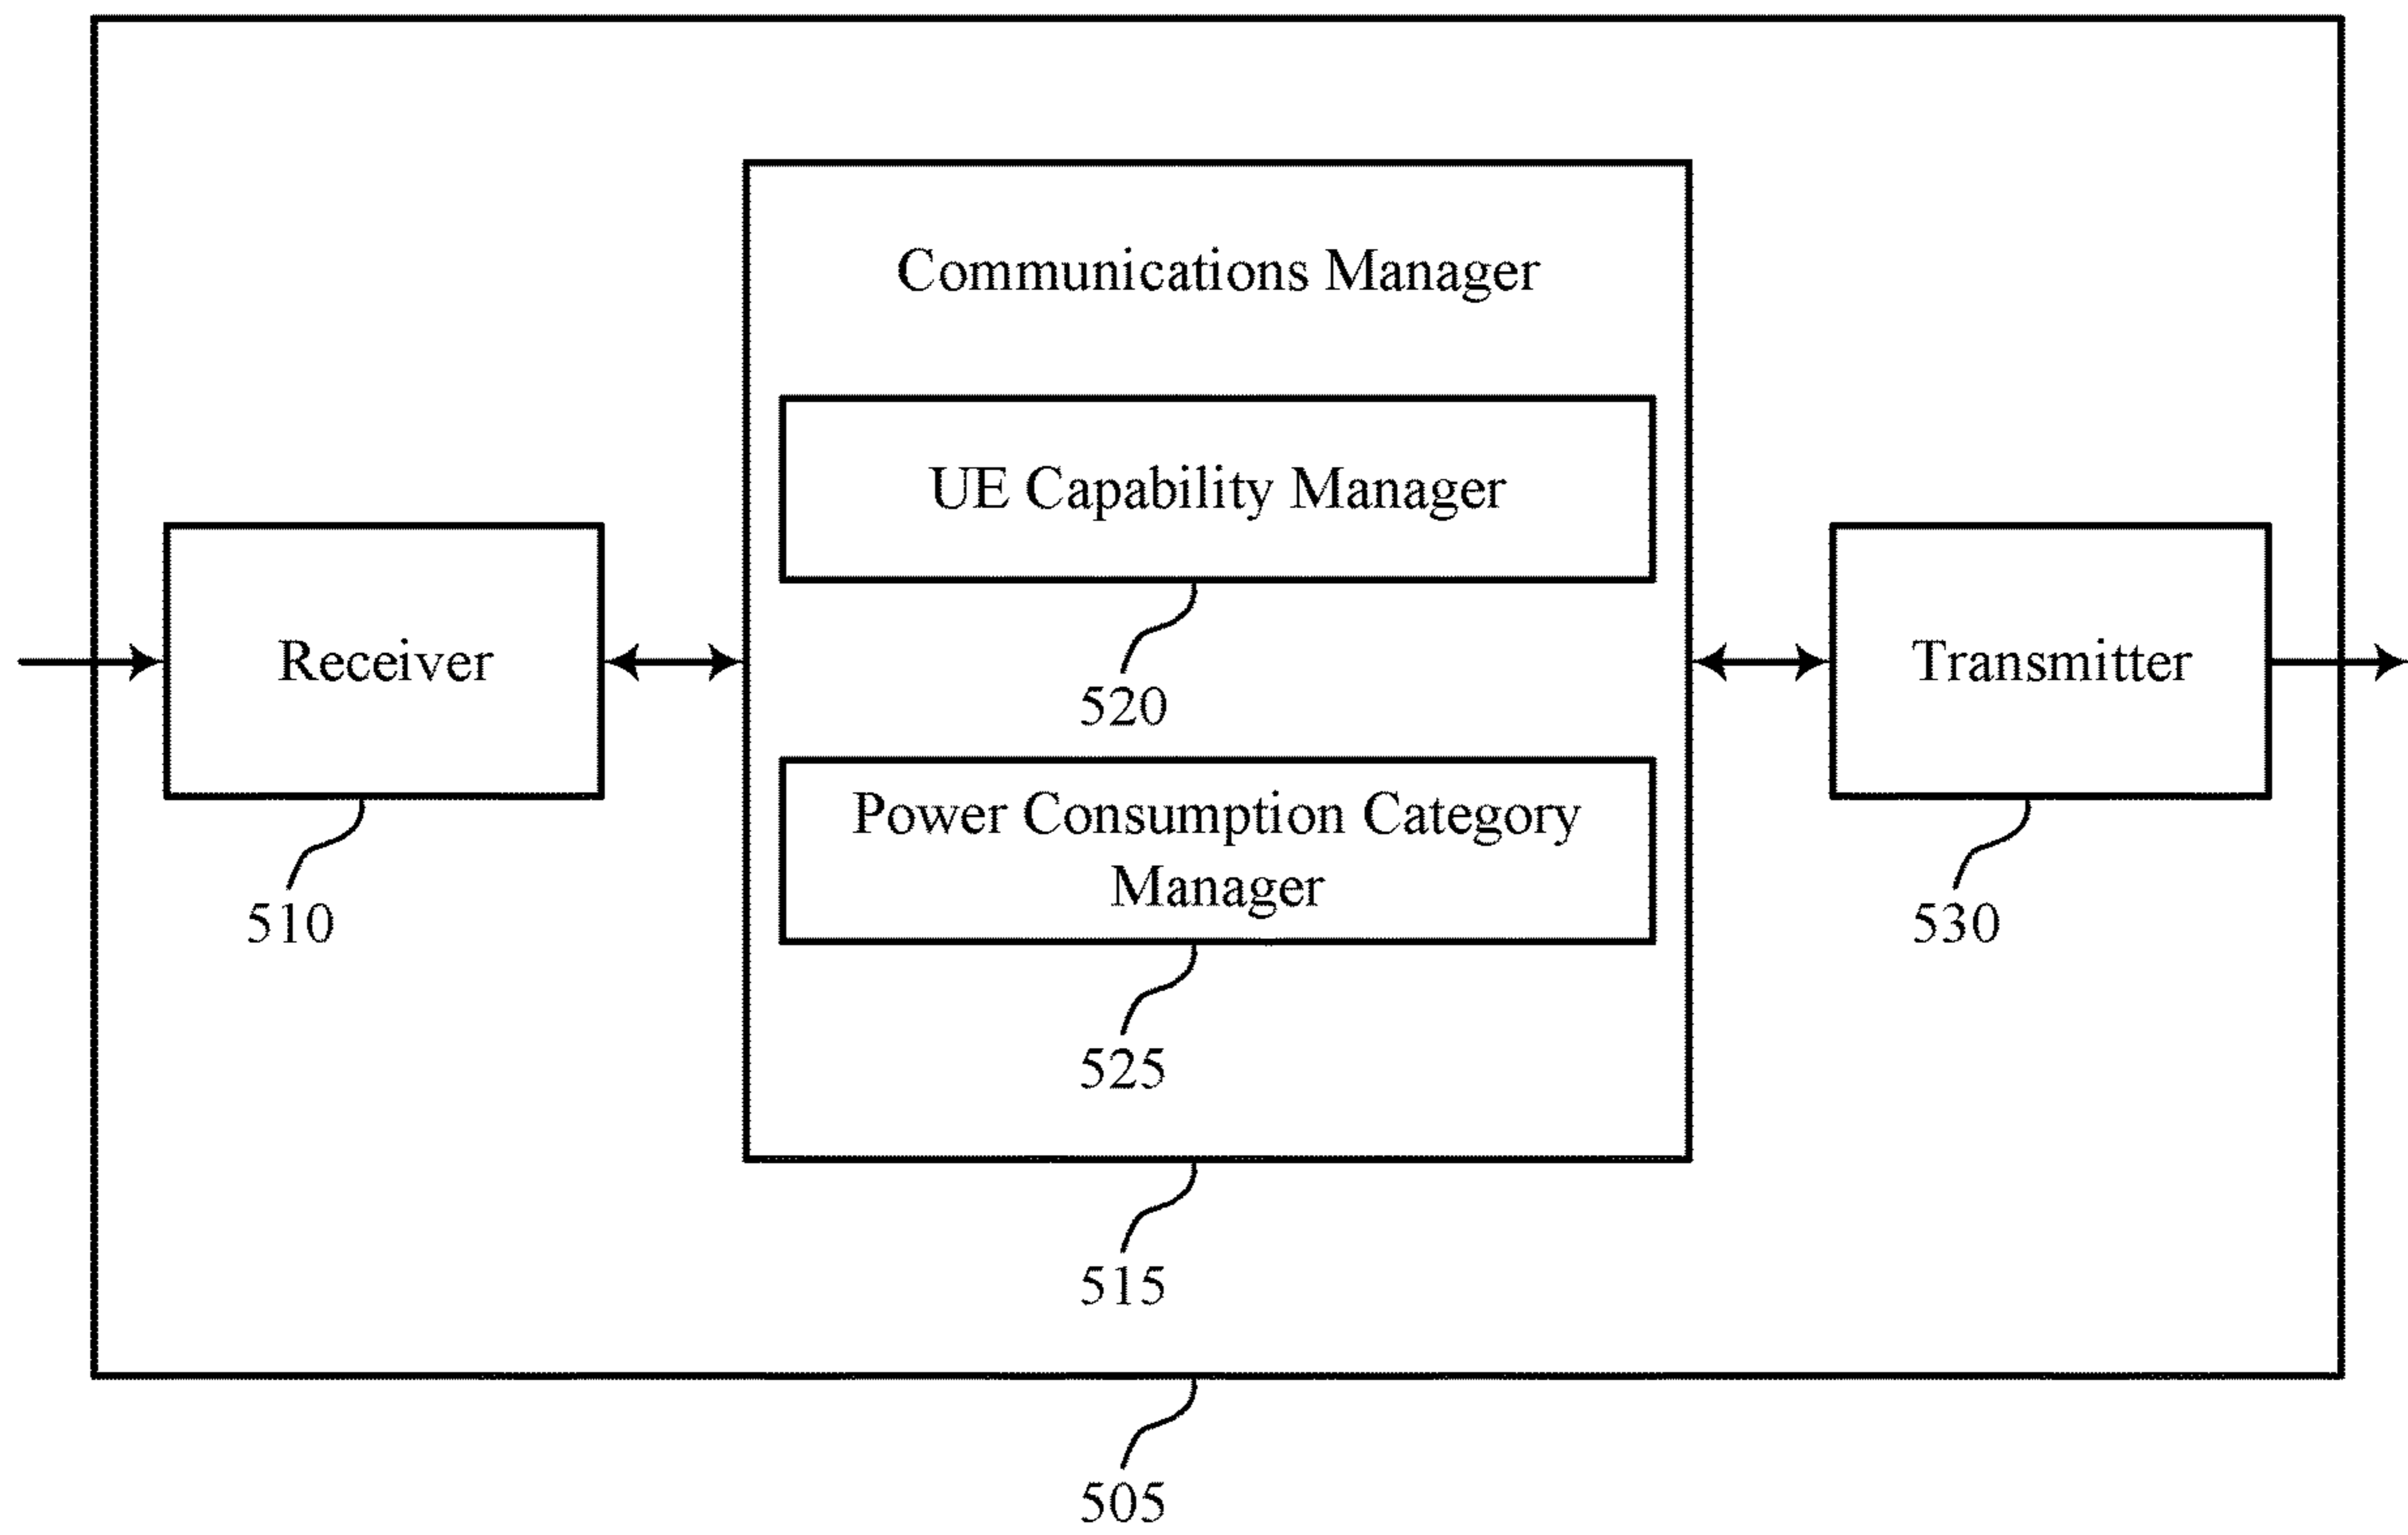 Communications Manager
UE Capability Manager
520
Receiver
510
Transmitter
530
Power Consumption Category
Manager
525
515
505